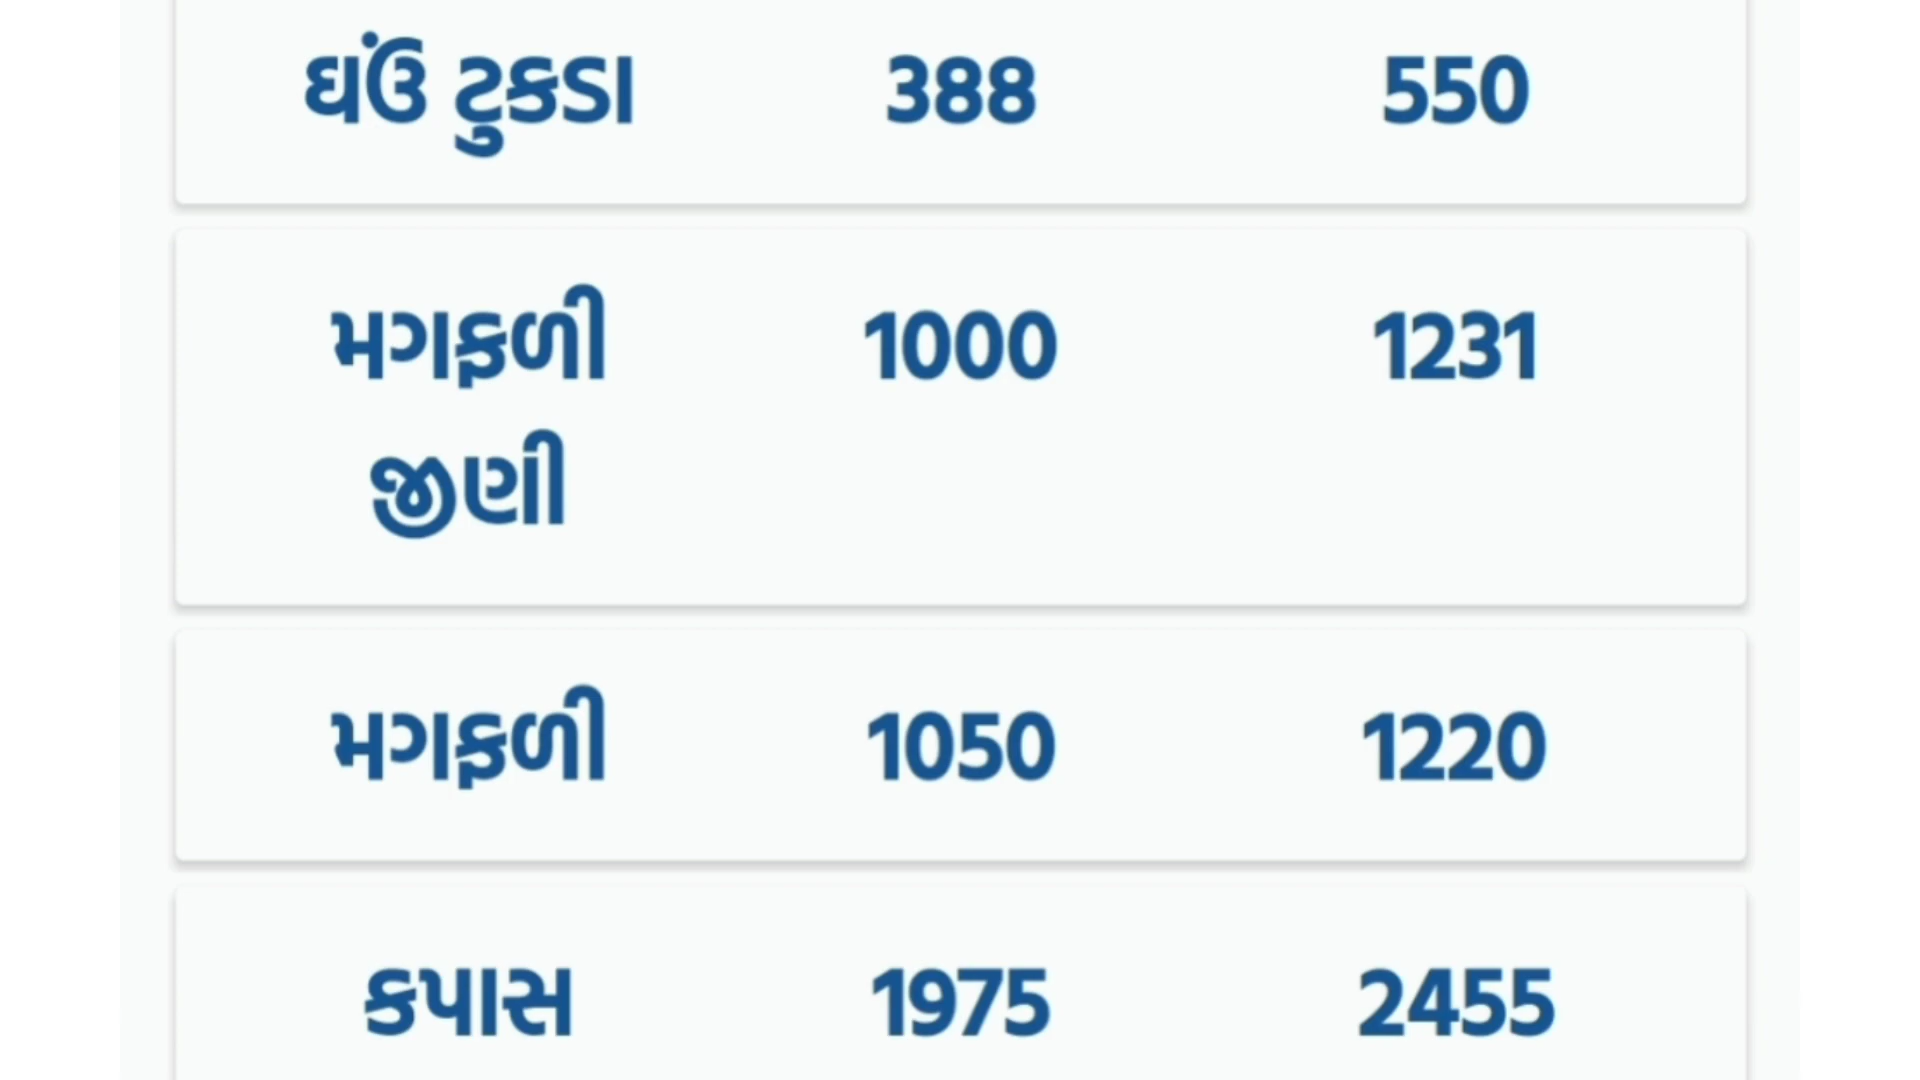 ઘઉં ટુકડા 388 550
મગફળી 1000 1231
જીણી
મગફળી 1050 1220
કપાસ 1975 2455